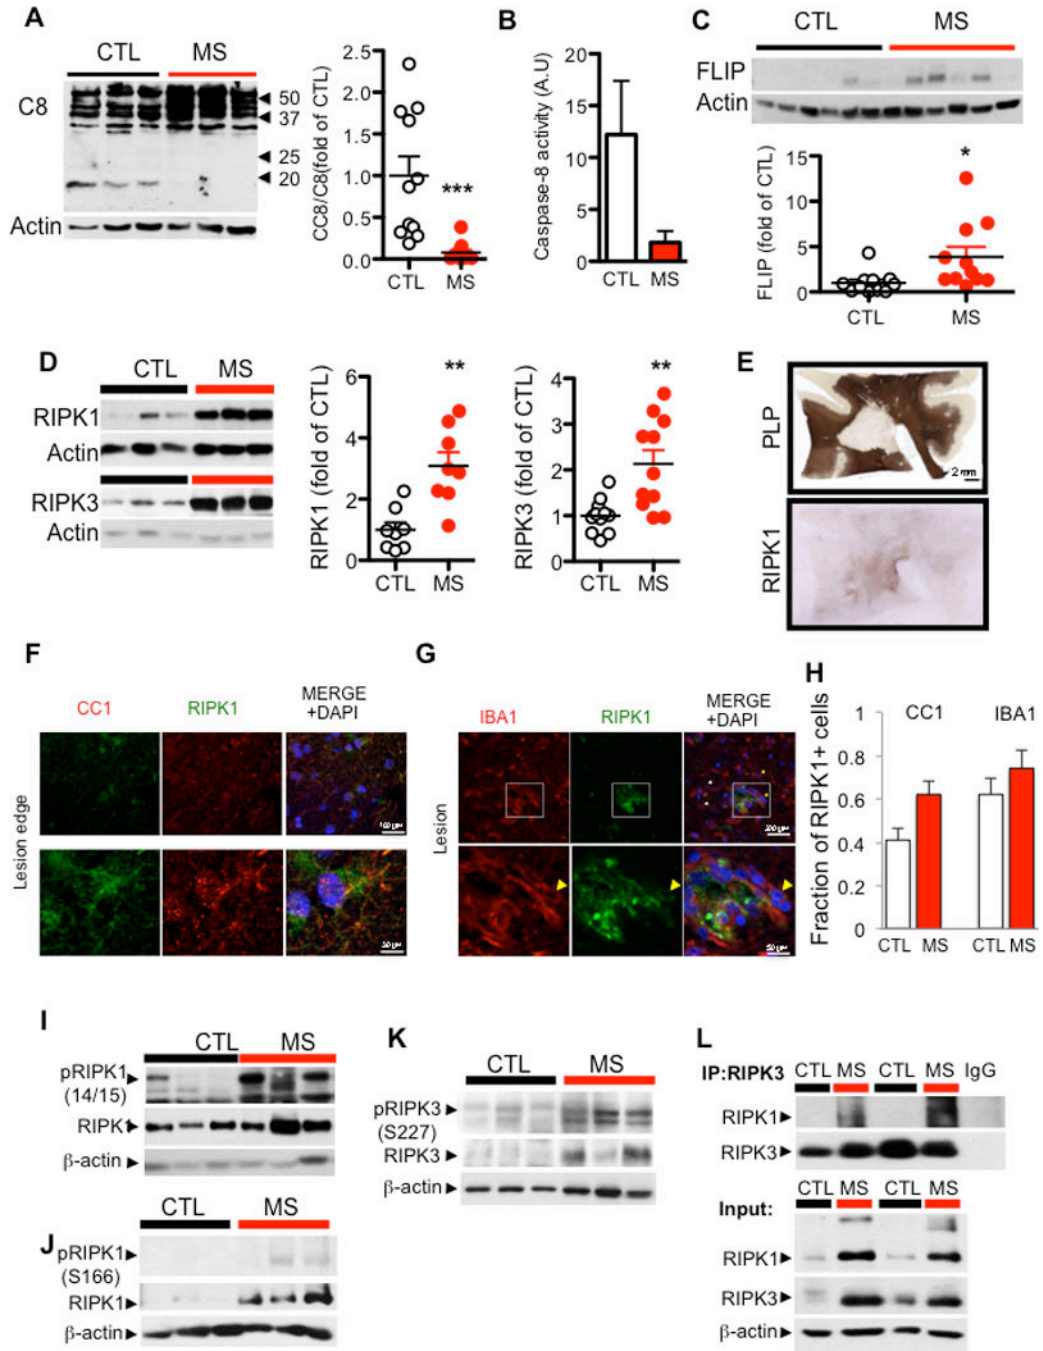 A
CTL MS
C8
50
37
25
20
Actin
CC8/C8(fold of CTL)
2.5
2.0
1.5
1.0
0.5
0.0
***
CTL MS
B
Caspase-8 activity (A.U)
20
15
10
5
0
CTL MS
C
CTL MS
FLIP
Actin
FLIP (fold of CTL)
15
10
5
0
*
CTL MS
D
CTL MS
RIPK1
Actin
RIPK3
Actin
RIPK1 (fold of CTL)
6
4
2
0
**
CTL MS
RIPK3 (fold of CTL)
4
3
2
1
0
**
CTL MS
E
PLP
2 mm
RIPK1
F
CC1 RIPK1 MERGE
+DAPI
Lesion edge
G
IBA1 RIPK1 MERGE
+DAPI
Lesion
H
Fraction of RIPK1+ cells
1
0.8
0.6
0.4
0.2
0
CC1 IBA1
CTL MS CTL MS
I
CTL MS
pRIPK1
(14/15)
RIPK1
β-actin
J
CTL MS
pRIPK1
(S166)
RIPK1
β-actin
K
CTL MS
pRIPK3
(S227)
RIPK3
β-actin
L
IP:RIPK3 CTL MS CTL MS IgG
RIPK1
RIPK3
CTL MS CTL MS
Input:
RIPK1
RIPK3
β-actin